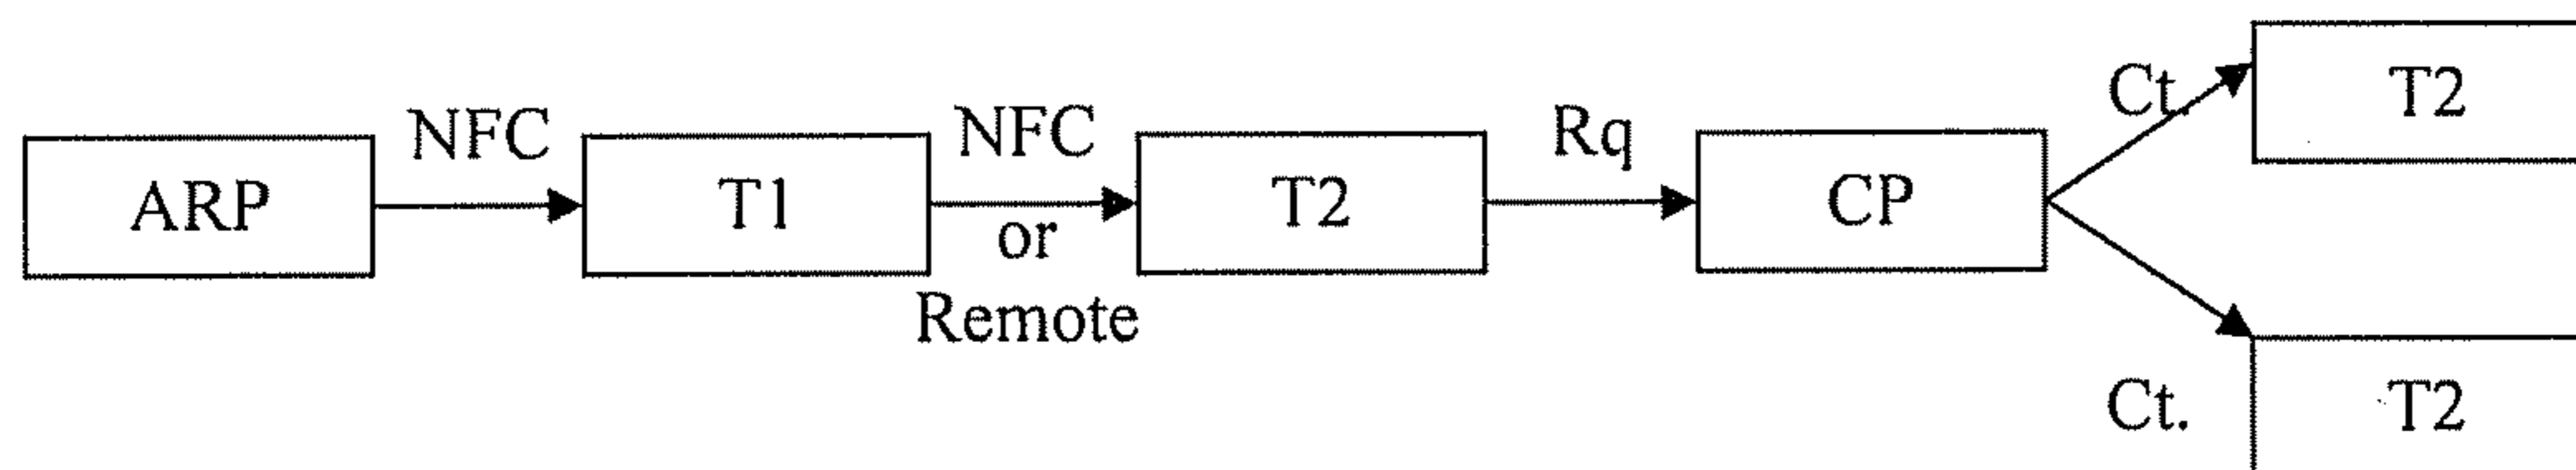 ARP
NFC
T1
NFC
or
Remote
T2
Rq
CP
Ct.
T2
Ct.
T2